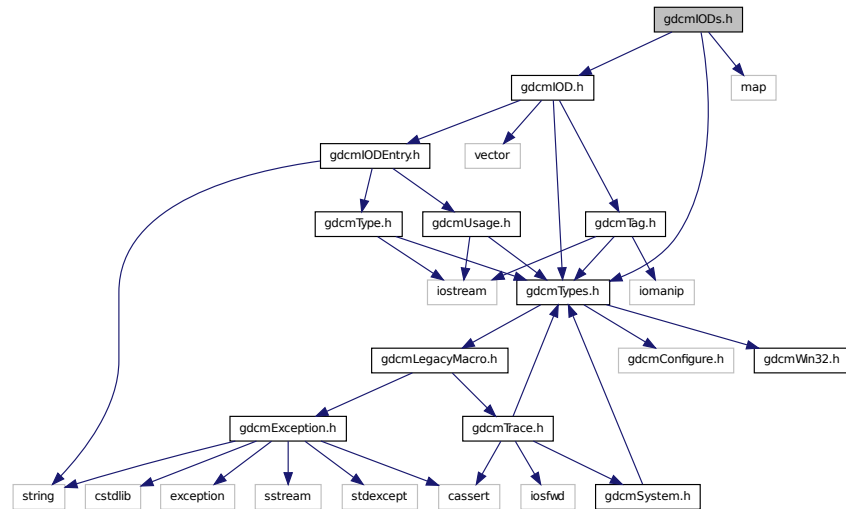 gdcmIODs.h
gdcmIOD.h
map
gdcmIODEntry.h
vector
gdcmType.h
gdcmUsage.h
gdcmTag.h
iostream
gdcmTypes.h
iomanip
gdcmLegacyMacro.h
gdcmConfigure.h
gdcmWin32.h
gdcmException.h
gdcmTrace.h
string
cstdlib
exception
sstream
stdexcept
cassert
iosfwd
gdcmSystem.h